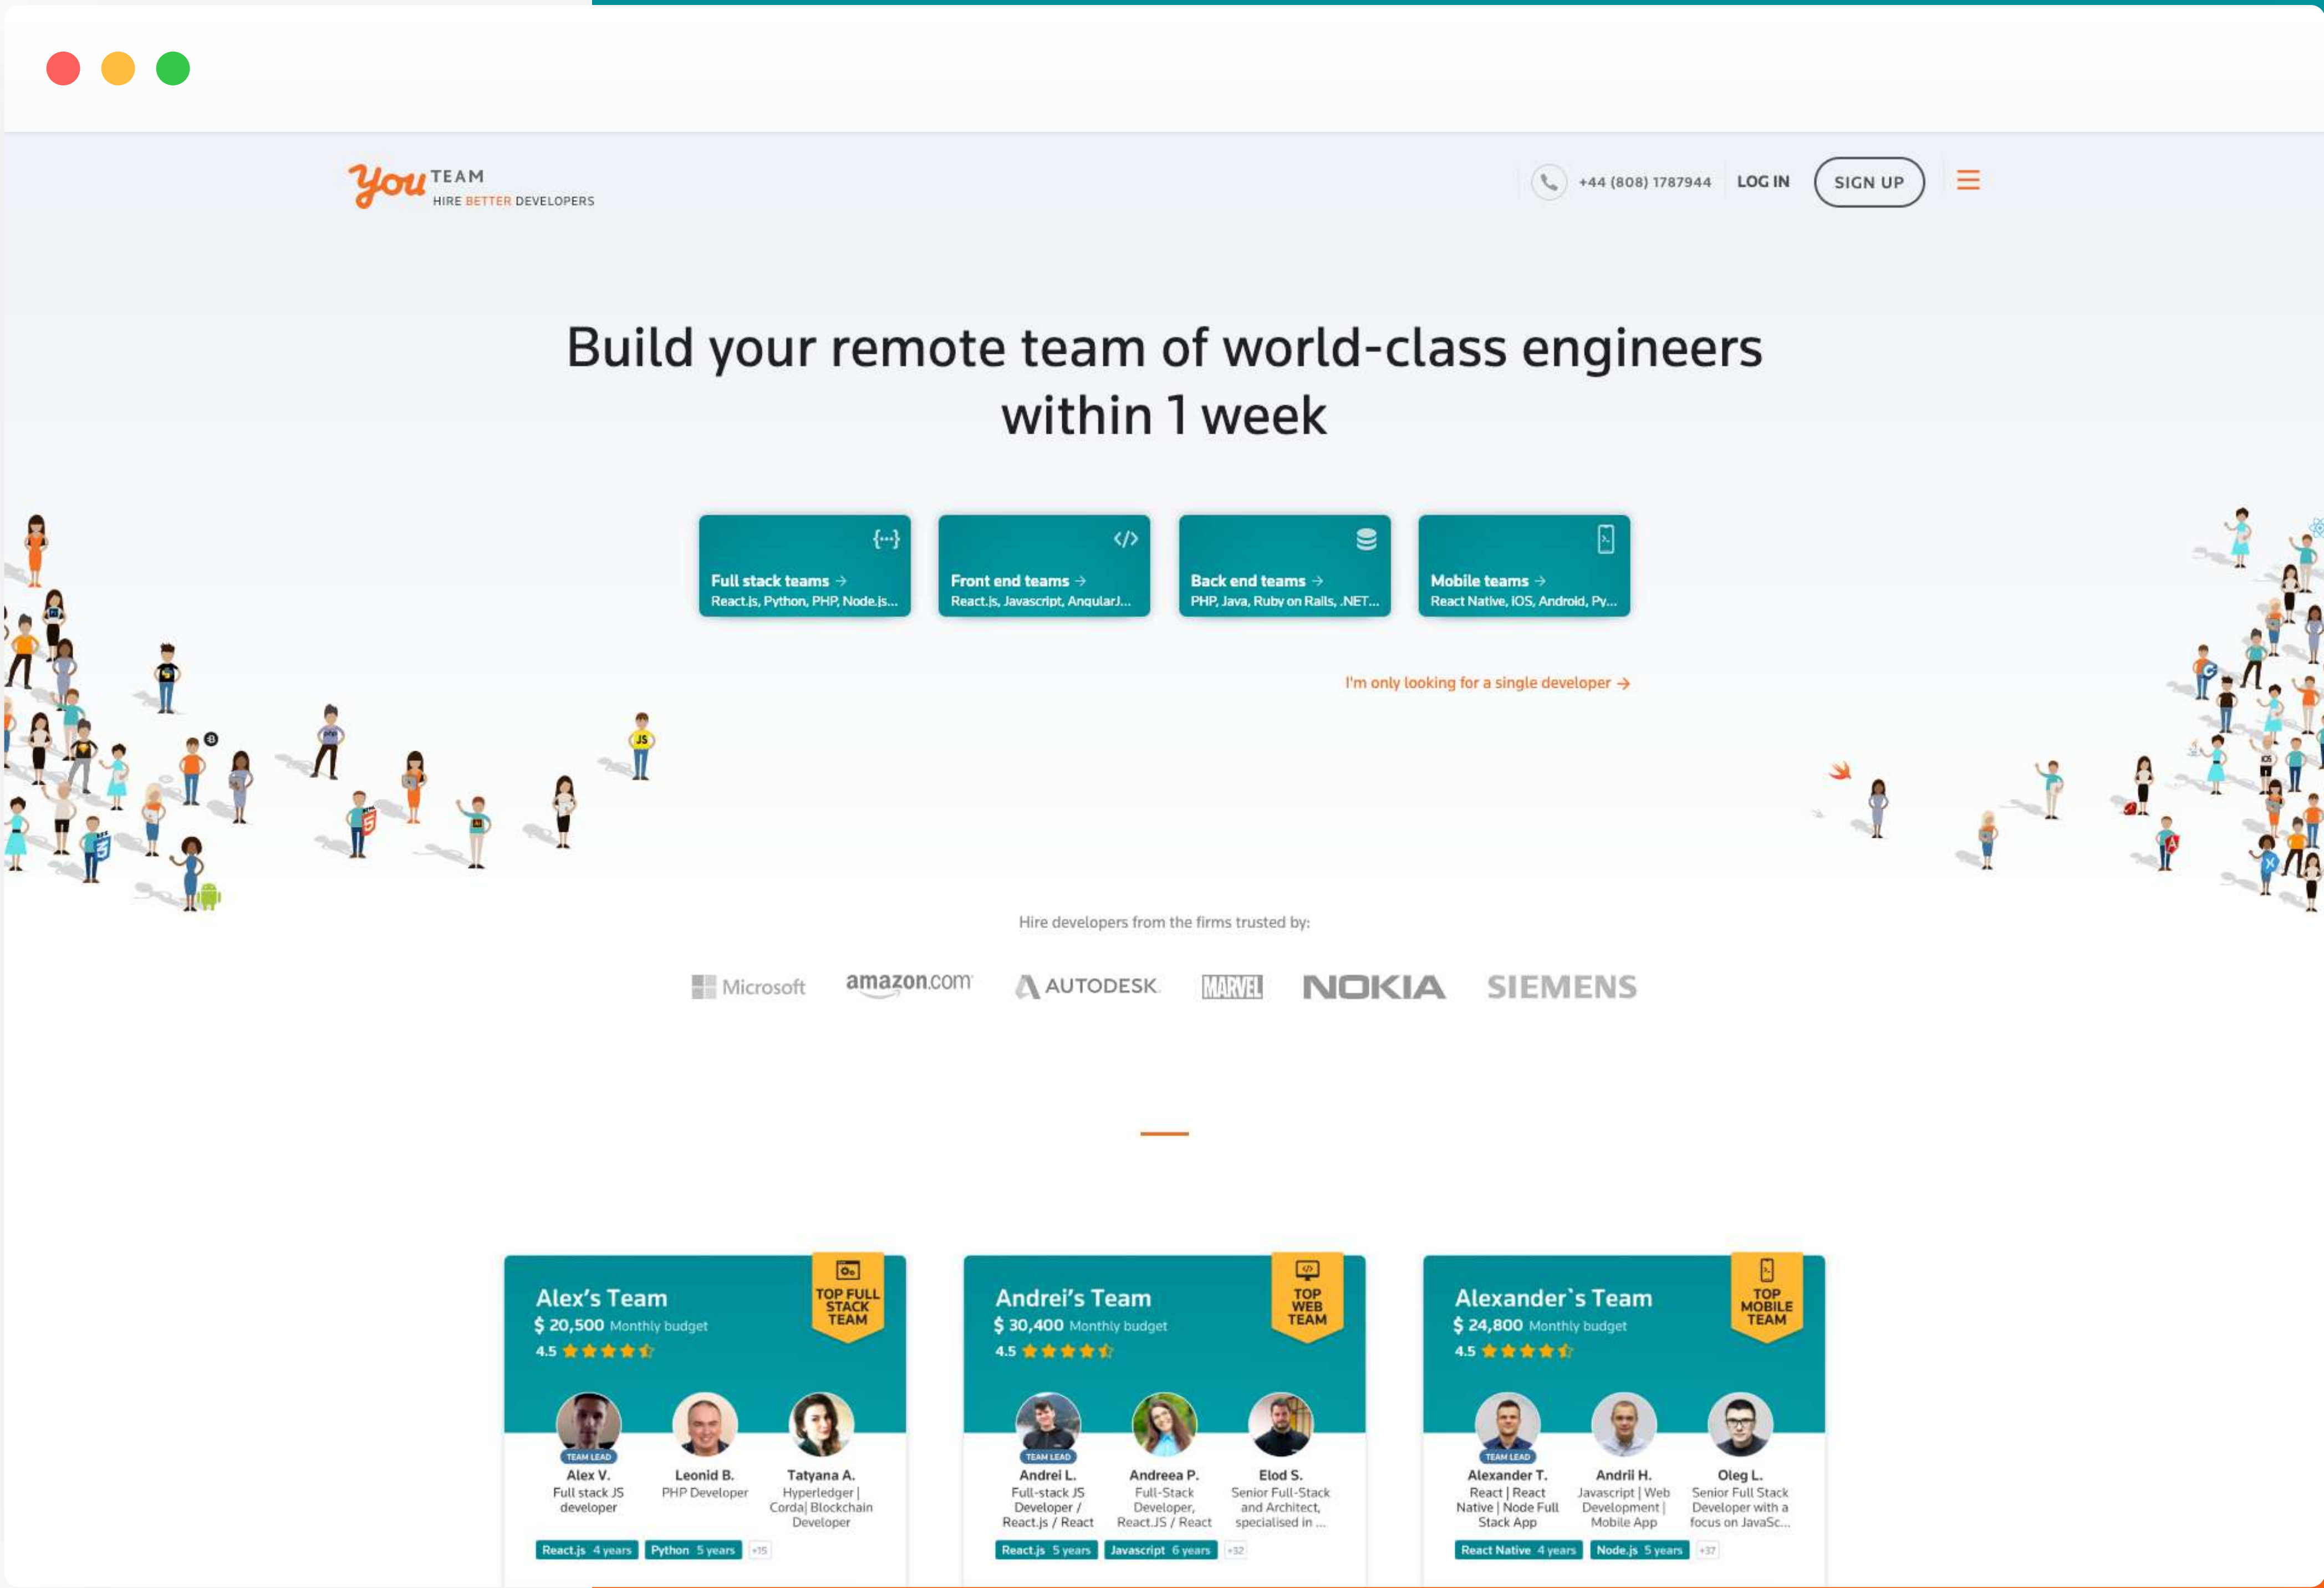 You TEAM
HIRE BETTER DEVELOPERS
+44 (808) 1787944
LOG IN
SIGN UP
Build your remote team of world-class engineers
within 1 week
Full stack teams →
React.js, Python, PHP, Node.js...
Front end teams →
React.js, Javascript, AngularJ...
Back end teams →
PHP, Java, Ruby on Rails, .NET...
Mobile teams →
React Native, iOS, Android, Py...
I'm only looking for a single developer →
php
JS
Hire developers from the firms trusted by:
Microsoft
amazon.com
AUTODESK
MARVEL
NOKIA
SIEMENS
Alex's Team
$ 20,500 Monthly budget
4.5
TOP FULL
STACK
TEAM
TEAM LEAD
Alex V.
Full stack JS
developer
Leonid B.
PHP Developer
Tatyana A.
Hyperledger |
Corda| Blockchain
Developer
React.js 4 years
Python 5 years
+15
Andrei's Team
$ 30,400 Monthly budget
4.5
TOP
WEB
TEAM
TEAM LEAD
Andrei L.
Full-stack JS
Developer /
React.js / React
Andreea P.
Full-Stack
Developer,
React.JS / React
Elod S.
Senior Full-Stack
and Architect,
specialised in ...
React.js 5 years
Javascript 6 years
+32
Alexander`s Team
$ 24,800 Monthly budget
4.5
TOP
MOBILE
TEAM
TEAM LEAD
Alexander T.
React | React
Native | Node Full
Stack App
Andrii H.
Javascript | Web
Development |
Mobile App
Oleg L.
Senior Full Stack
Developer with a
focus on JavaSc...
React Native 4 years
Node.js 5 years
+37